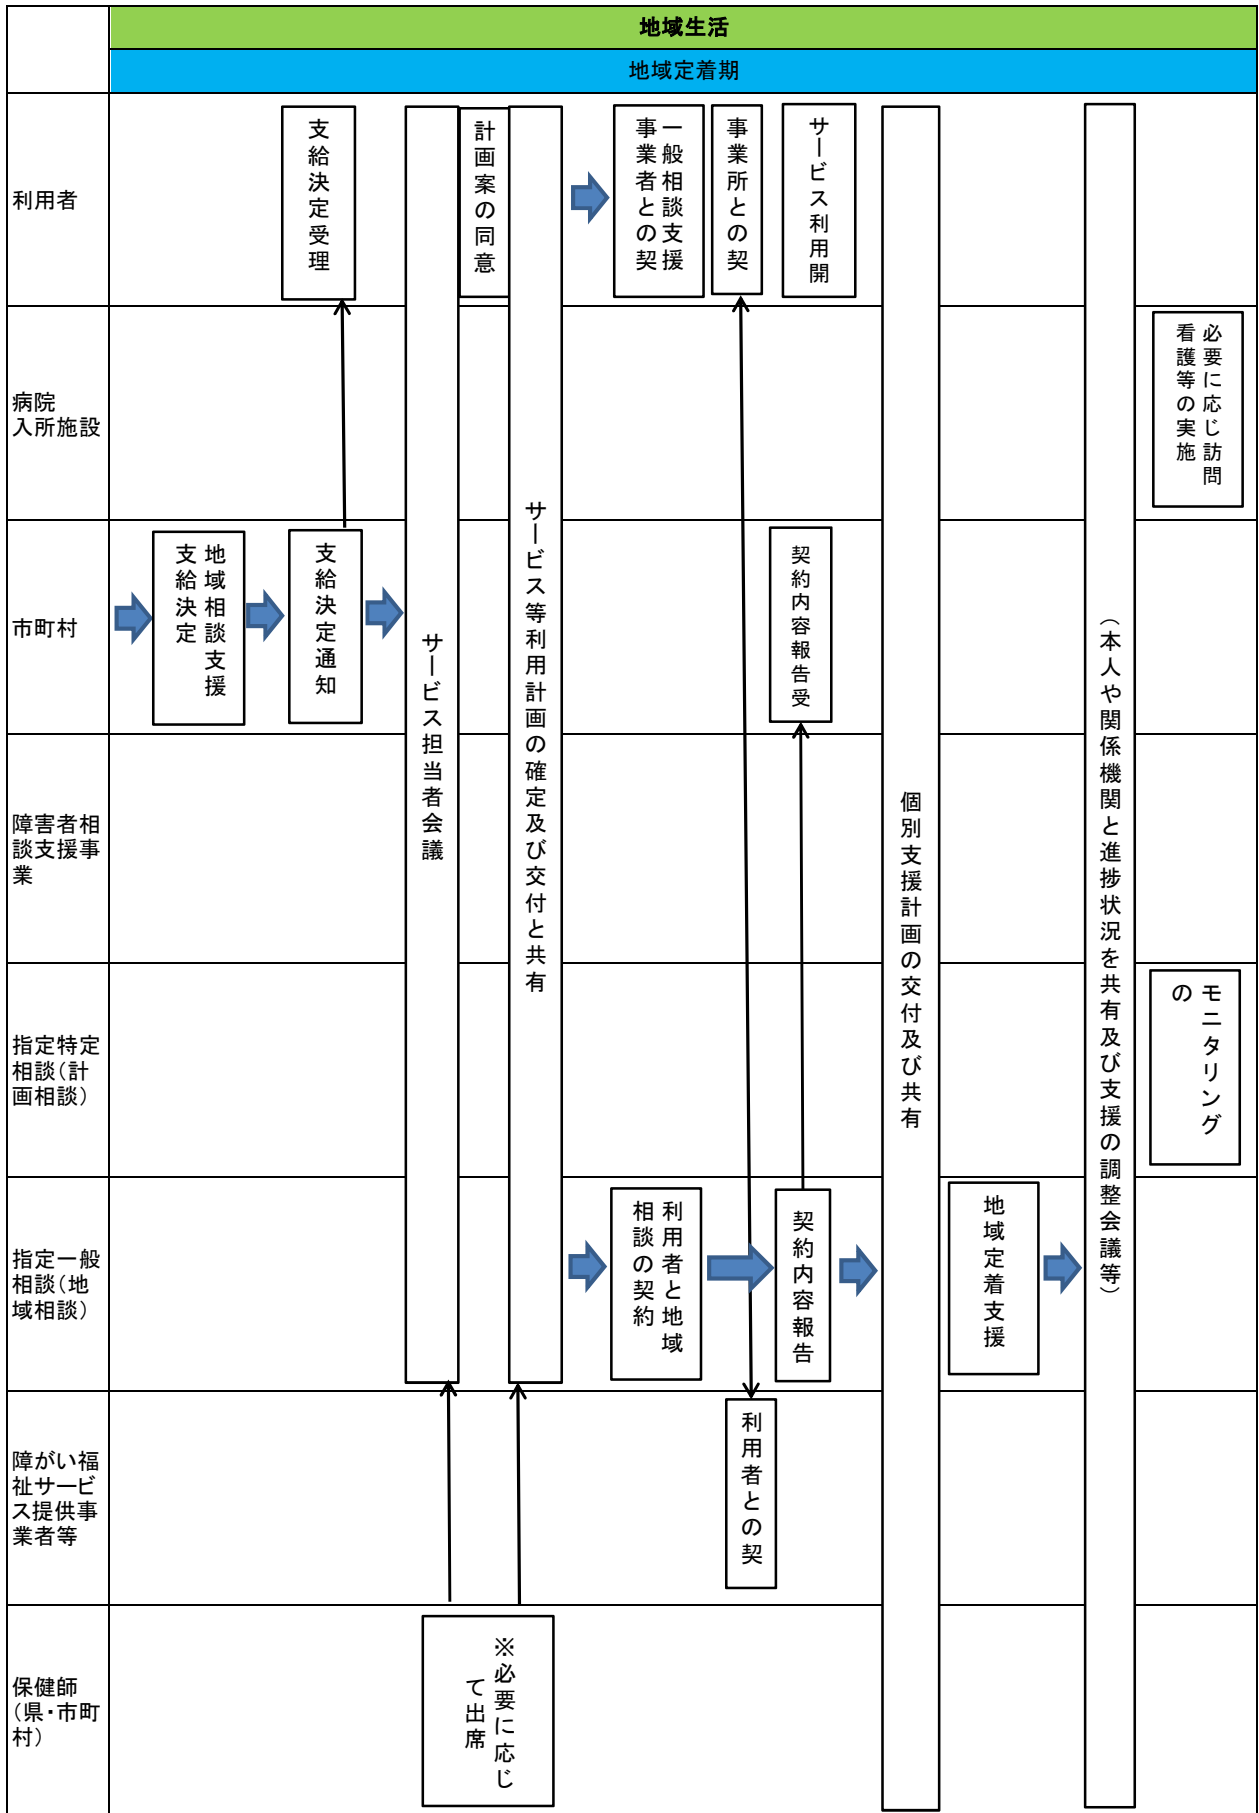 地域生活
地域定着期
利用者
支給決定受理
計画案の同意
一般相談支援
事業者との契
事業所との契
サービス利用開
病院
入所施設
必要に応じ訪問
看護等の実施
市町村
地域相談支援
支給決定
支給決定通知
契約内容報告受
サービス担当者会議
サービス等利用計画の確定及び交付と共有
個別支援計画の交付及び共有
（本人や関係機関と進捗状況を共有及び支援の調整会議等）
障害者相
談支援事
業
指定特定
相談（計
画相談）
モニタリング
の
指定一般
相談（地
域相談）
利用者と地域
相談の契約
契約内容報告
地域定着支援
障がい福
祉サービ
ス提供事
業者等
利用者との契
保健師
（県・市町
村）
※必要に応じ
て出席